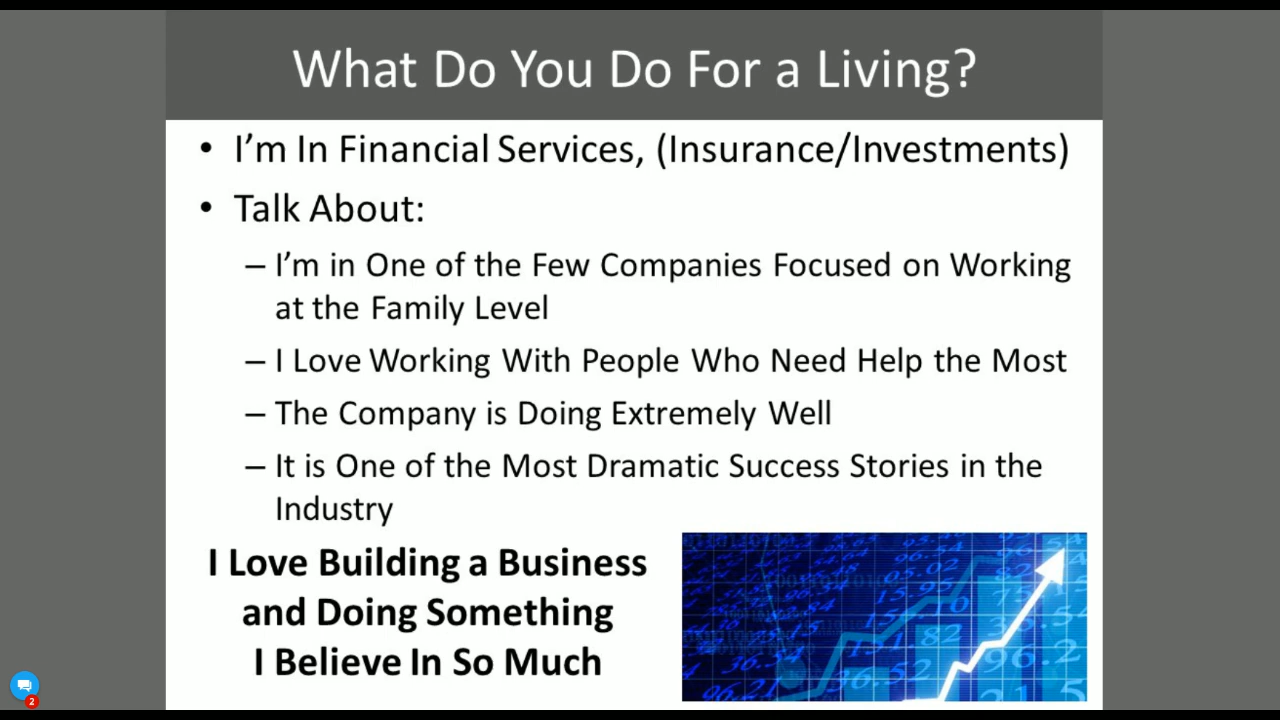 What Do You Do For a Living?
• I’m In Financial Services, (Insurance/Investments)
• Talk About:
– I’m in One of the Few Companies Focused on Working
at the Family Level
– I Love Working With People Who Need Help the Most
– The Company is Doing Extremely Well
– It is One of the Most Dramatic Success Stories in the
Industry
I Love Building a Business
and Doing Something
I Believe In So Much
2